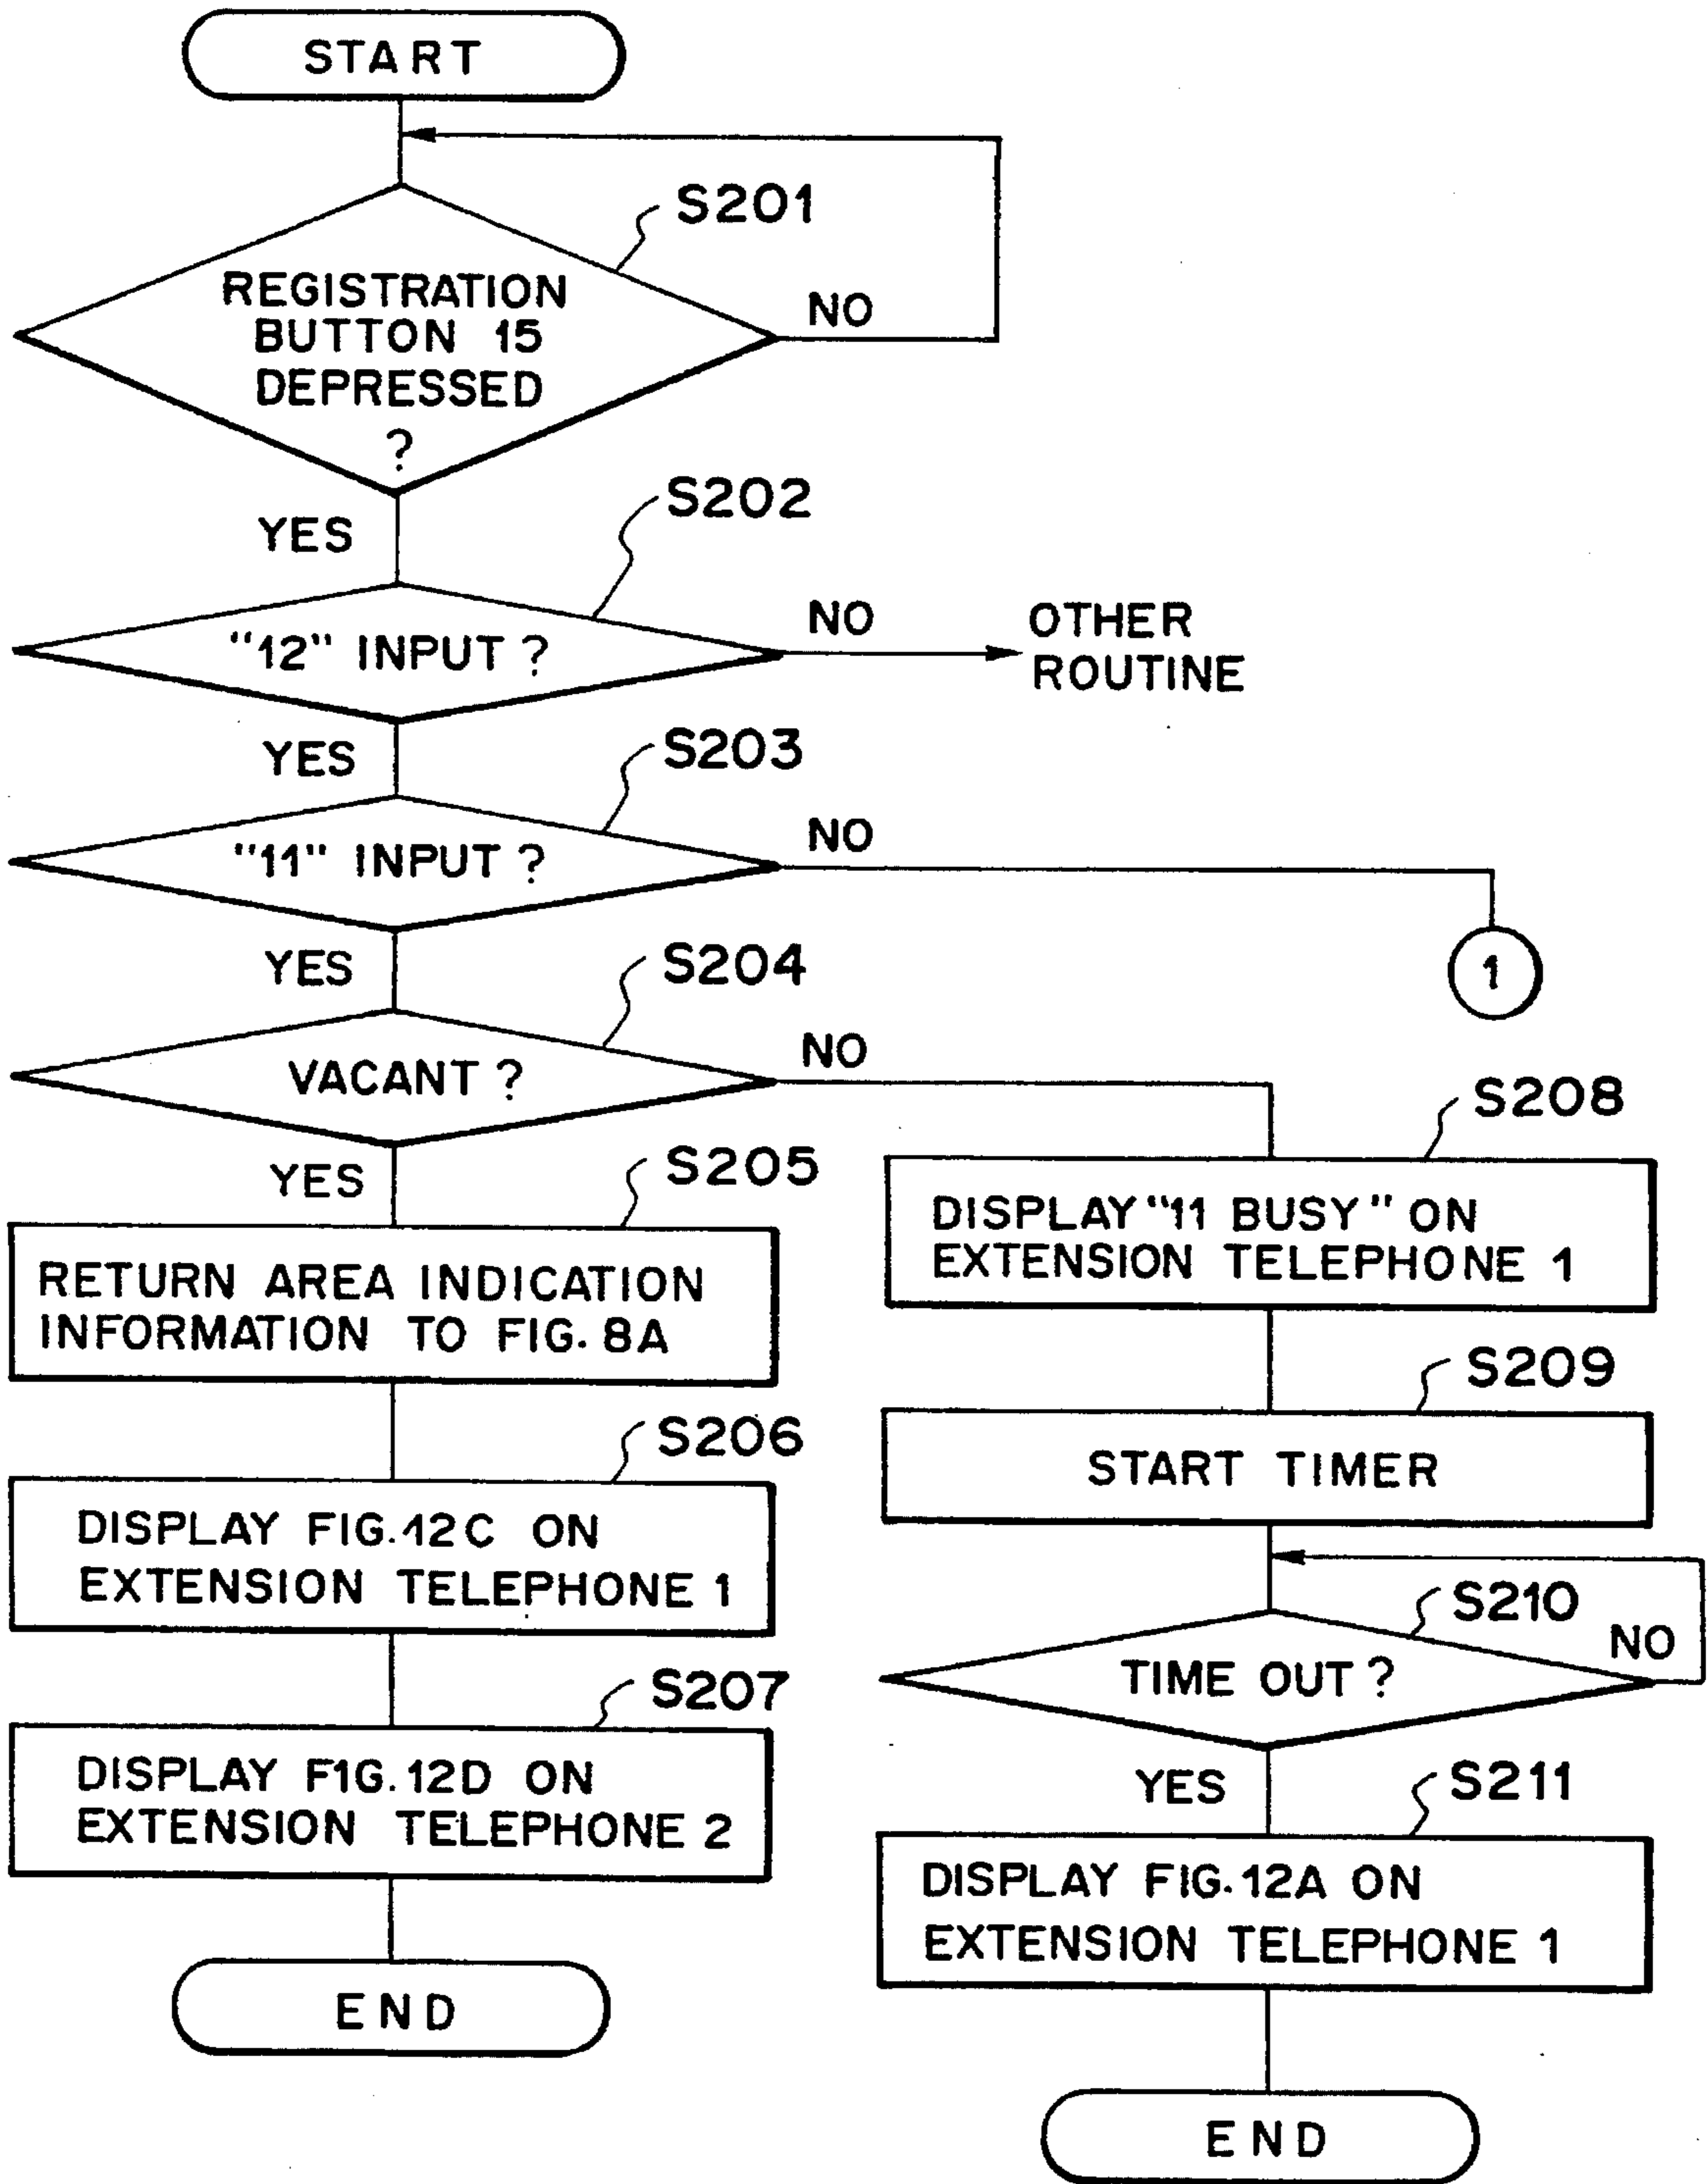 START
S201
REGISTRATION
BUTTON 15
DEPRESSED
?
NO
YES
S202
"12" INPUT ?
NO
OTHER
ROUTINE
YES
S203
"11" INPUT ?
NO
1
YES
S204
VACANT ?
NO
YES
S205
RETURN AREA INDICATION
INFORMATION TO FIG. 8A
S206
DISPLAY FIG. 12C ON
EXTENSION TELEPHONE 1
S207
DISPLAY FIG. 12D ON
EXTENSION TELEPHONE 2
END
S208
DISPLAY "11 BUSY" ON
EXTENSION TELEPHONE 1
S209
START TIMER
S210
TIME OUT ?
NO
YES
S211
DISPLAY FIG. 12A ON
EXTENSION TELEPHONE 1
END